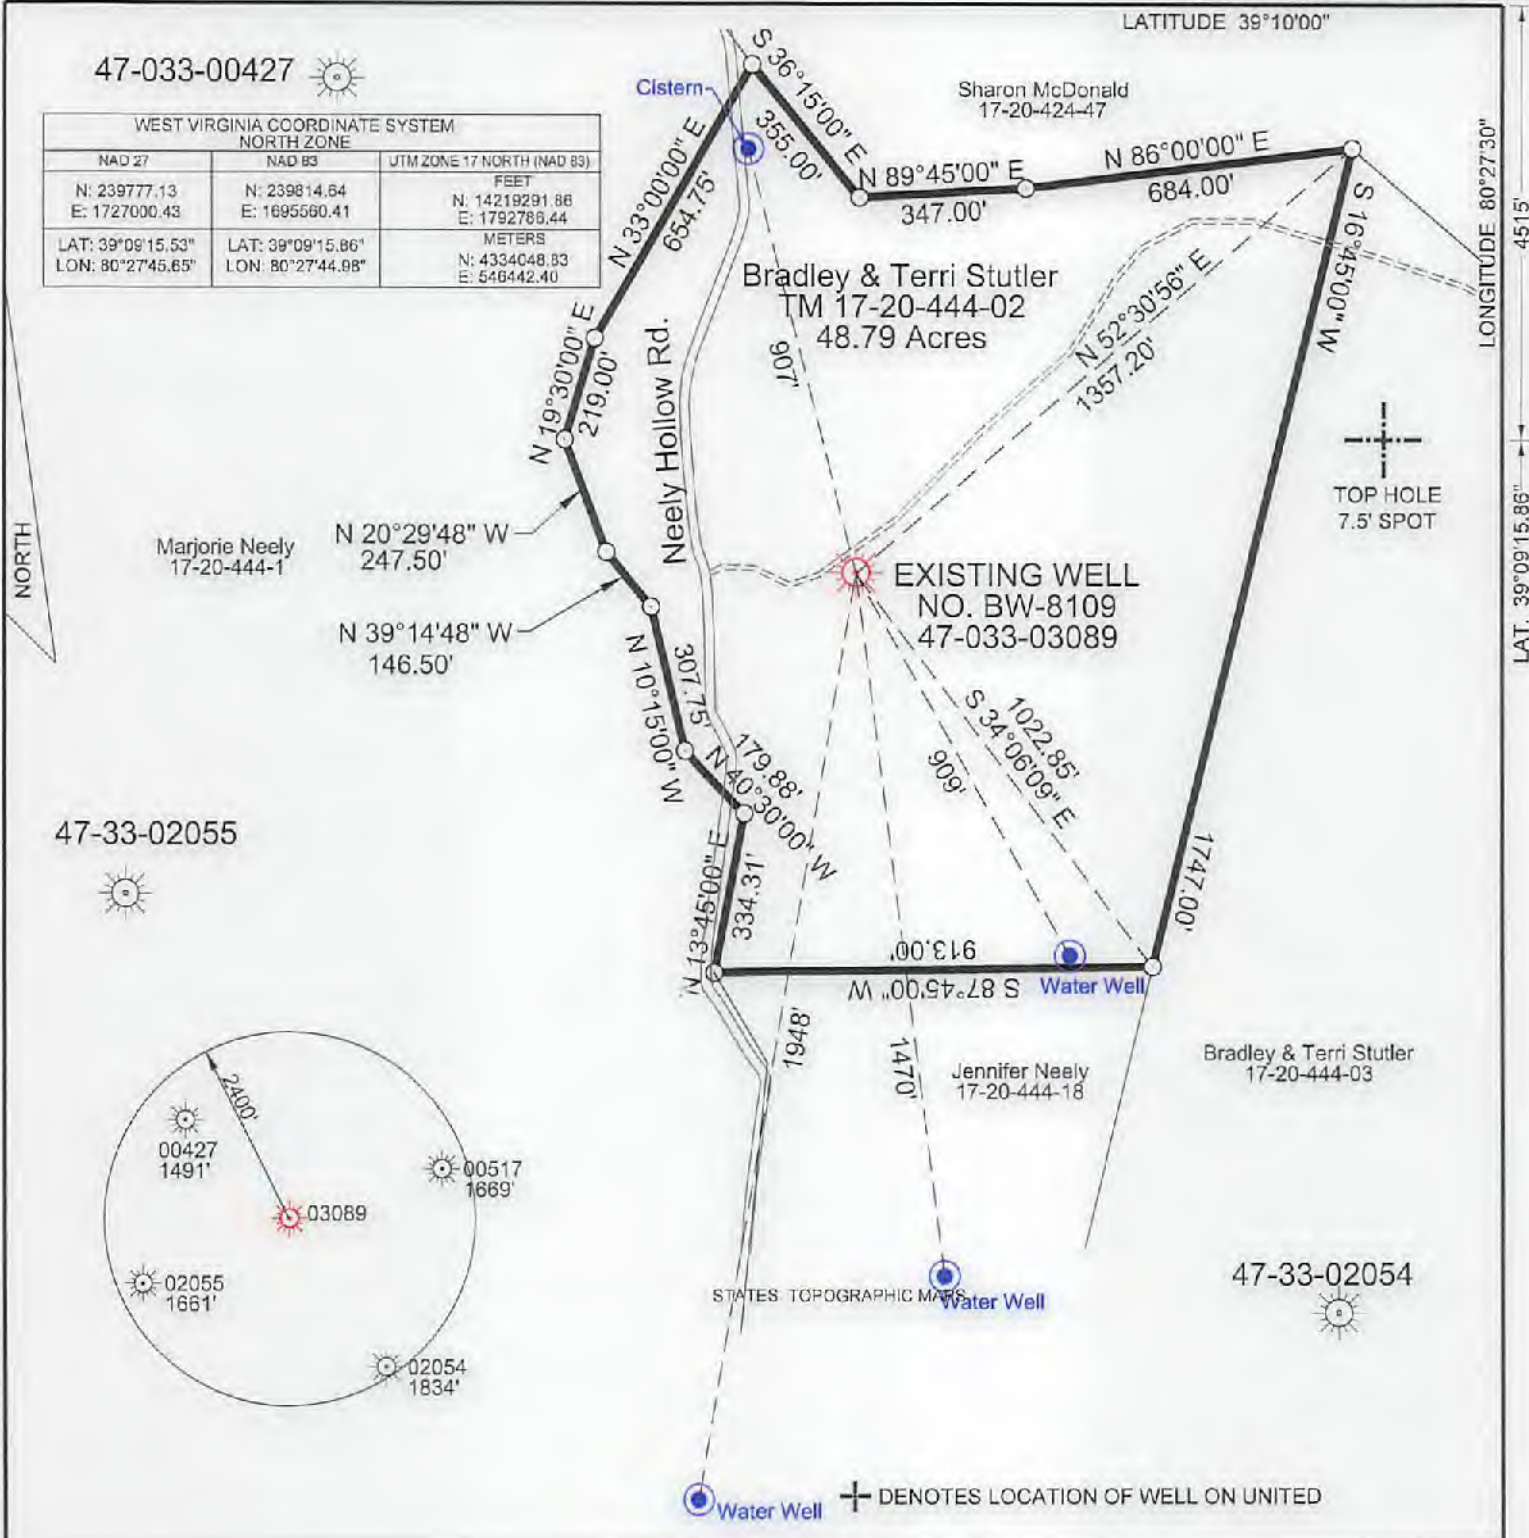 LATITUDE 39°10'00"
47-033-00427
WEST VIRGINIA COORDINATE SYSTEM
NORTH ZONE
NAD 27
NAD 83
UTM ZONE 17 NORTH (NAD 83)
N: 239777.13
E: 1727000.43
N: 239814.64
E: 1695560.41
FEET
N: 14219291.86
E: 1792786.44
LAT: 39°09'15.53"
LON: 80°27'45.65"
LAT: 39°09'15.86"
LON: 80°27'44.98"
METERS
N: 4334048.83
E: 546442.40
Cistern
S 36°15'00" E
355.00'
Sharon McDonald
17-20-424-47
N 89°45'00" E
347.00'
N 86°00'00" E
684.00'
LONGITUDE 80°27'30"
4515'
N 33°00'00" E
654.75'
Bradley & Terri Stutler
TM 17-20-444-02
48.79 Acres
S 16°45'00" W
1747.00'
N 52°30'56" E
1357.20'
907'
Neely Hollow Rd.
N 19°30'00" E
219.00'
TOP HOLE
7.5' SPOT
LAT. 39°09'15.86"
NORTH
Marjorie Neely
17-20-444-1
N 20°29'48" W
247.50'
N 39°14'48" W
146.50'
EXISTING WELL
NO. BW-8109
47-033-03089
N 10°15'00" W
307.75'
179.88'
N 40°30'00" W
1022.85'
S 34°06'09" E
909'
47-33-02055
N 13°45'00" E
334.31'
913.00'
S 87°45'00" W
Water Well
1948'
1470'
Jennifer Neely
17-20-444-18
Bradley & Terri Stutler
17-20-444-03
2400'
00427
1491'
00517
1669'
03089
02055
1661'
02054
1834'
47-33-02054
STATES TOPOGRAPHIC MAPS
Water Well
Water Well
DENOTES LOCATION OF WELL ON UNITED